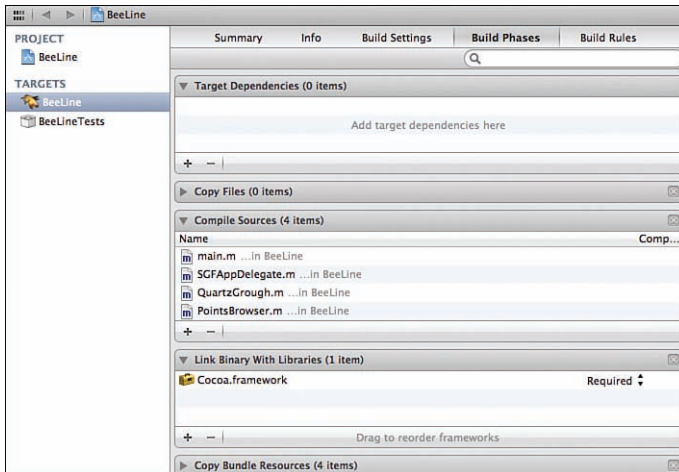 BeeLine
PROJECT
BeeLine
TARGETS
BeeLine
BeeLineTests
Summary Info Build Settings Build Phases Build Rules
Target Dependencies (0 items)
Add target dependencies here
Copy Files (0 items)
Compile Sources (4 items)
Name Comp...
main.m ...in BeeLine
SGFAppDelegate.m ...in BeeLine
QuartzGrough.m ...in BeeLine
PointsBrowser.m ...in BeeLine
Link Binary With Libraries (1 item)
Cocoa.framework Required
Drag to reorder frameworks
Copy Bundle Resources (4 items)